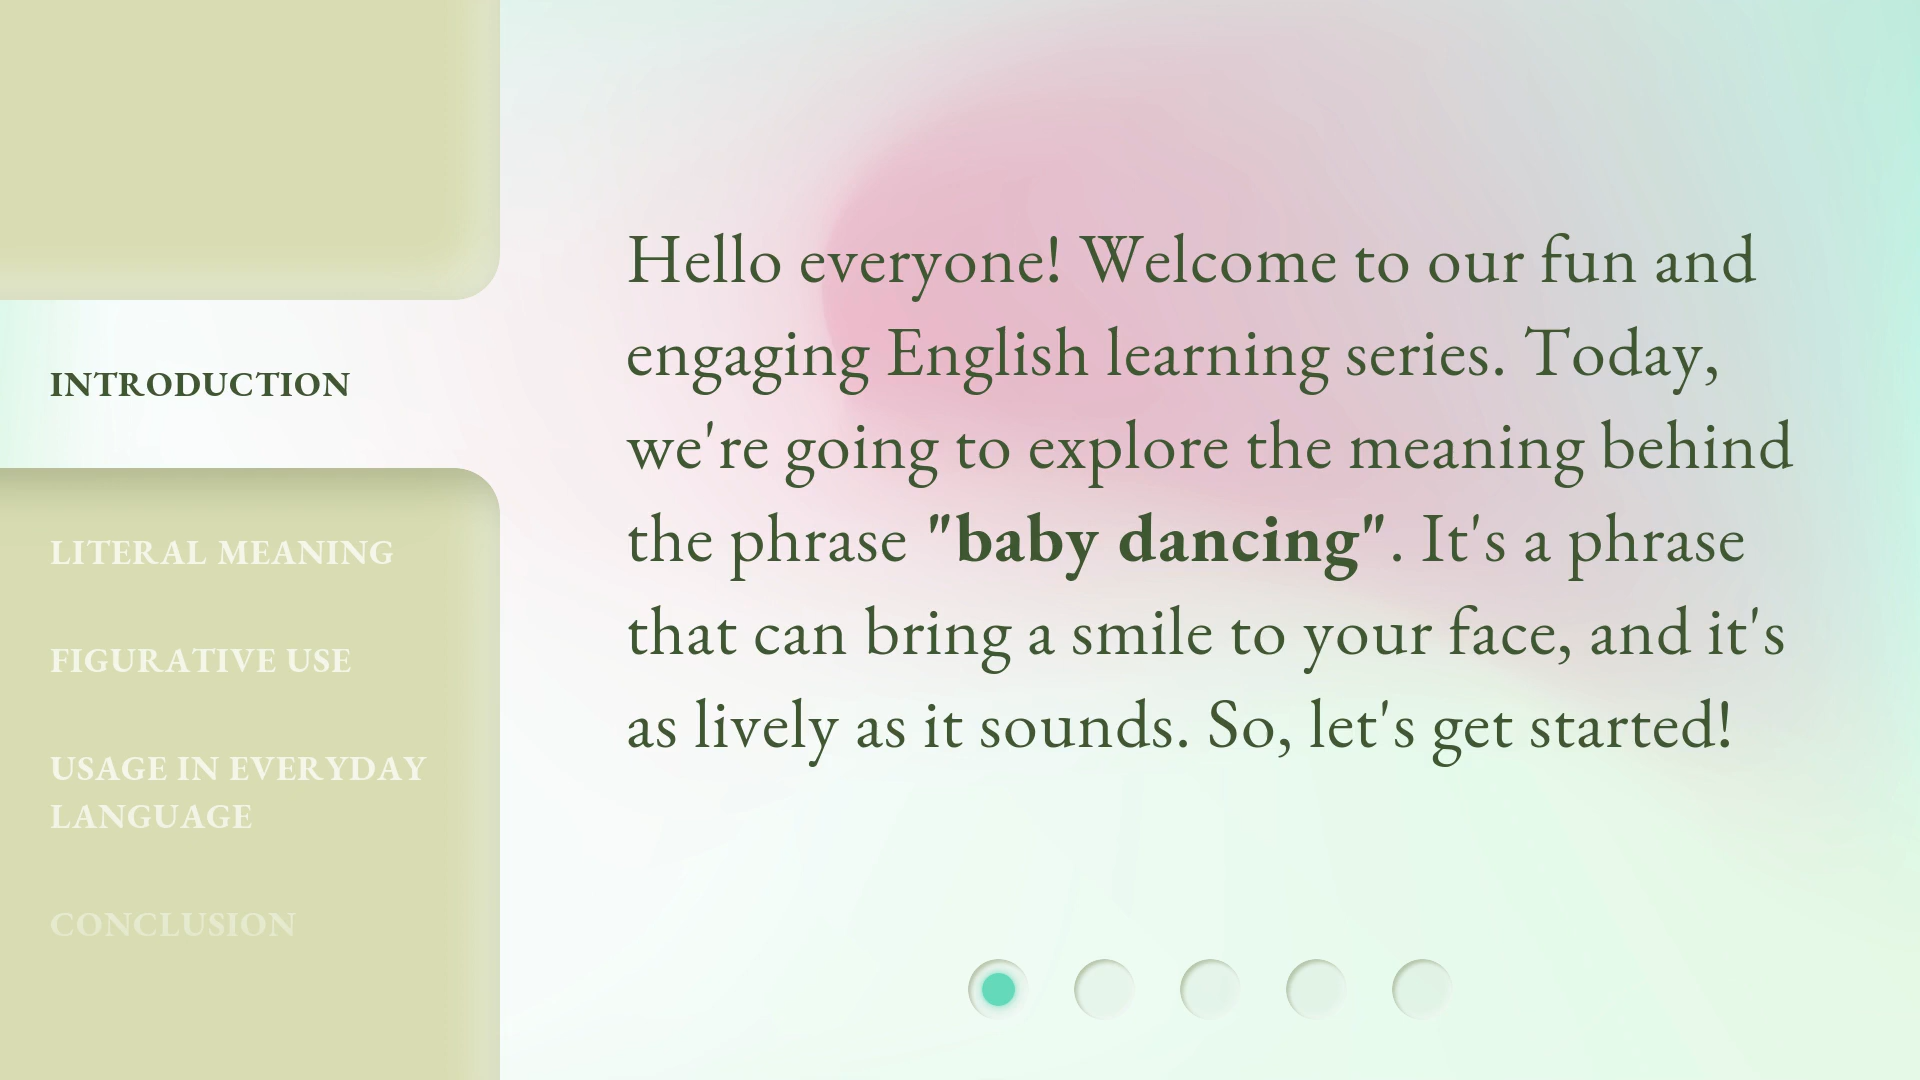 INTRODUCTION
LITERAL MEANING
FIGURATIVE USE
USAGE IN EVERYDAY
LANGUAGE
CONCLUSION
Hello everyone! Welcome to our fun and
engaging English learning series. Today,
we're going to explore the meaning behind
the phrase "baby dancing". It's a phrase
that can bring a smile to your face, and it's
as lively as it sounds. So, let's get started!